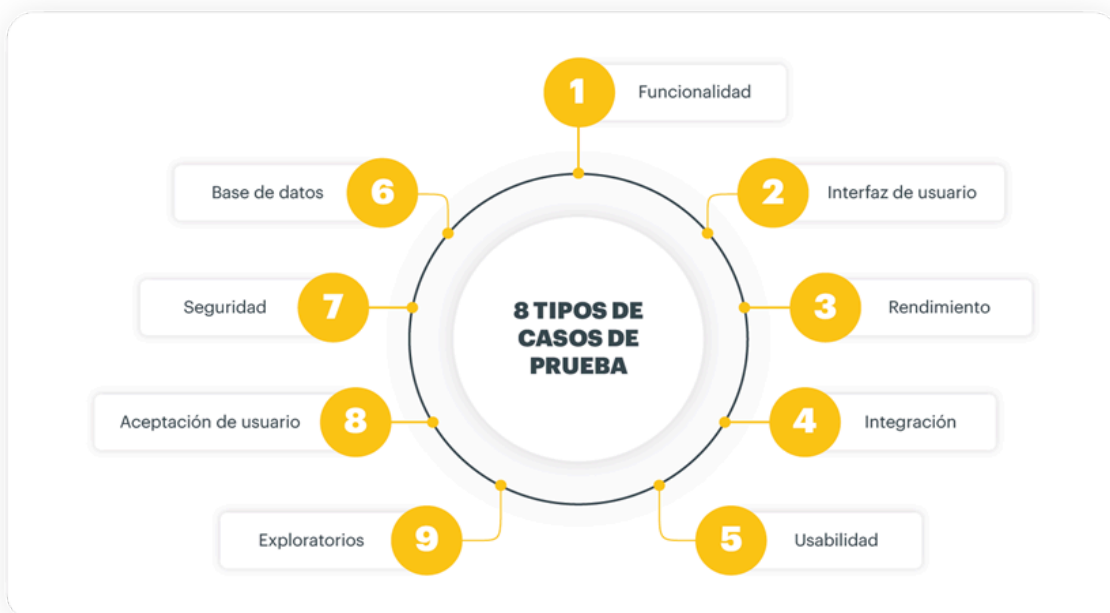 1 Funcionalidad
Base de datos 6
2 Interfaz de usuario
Seguridad 7
8 TIPOS DE
CASOS DE
PRUEBA
3 Rendimiento
Aceptación de usuario 8
4 Integración
Exploratorios 9
5 Usabilidad